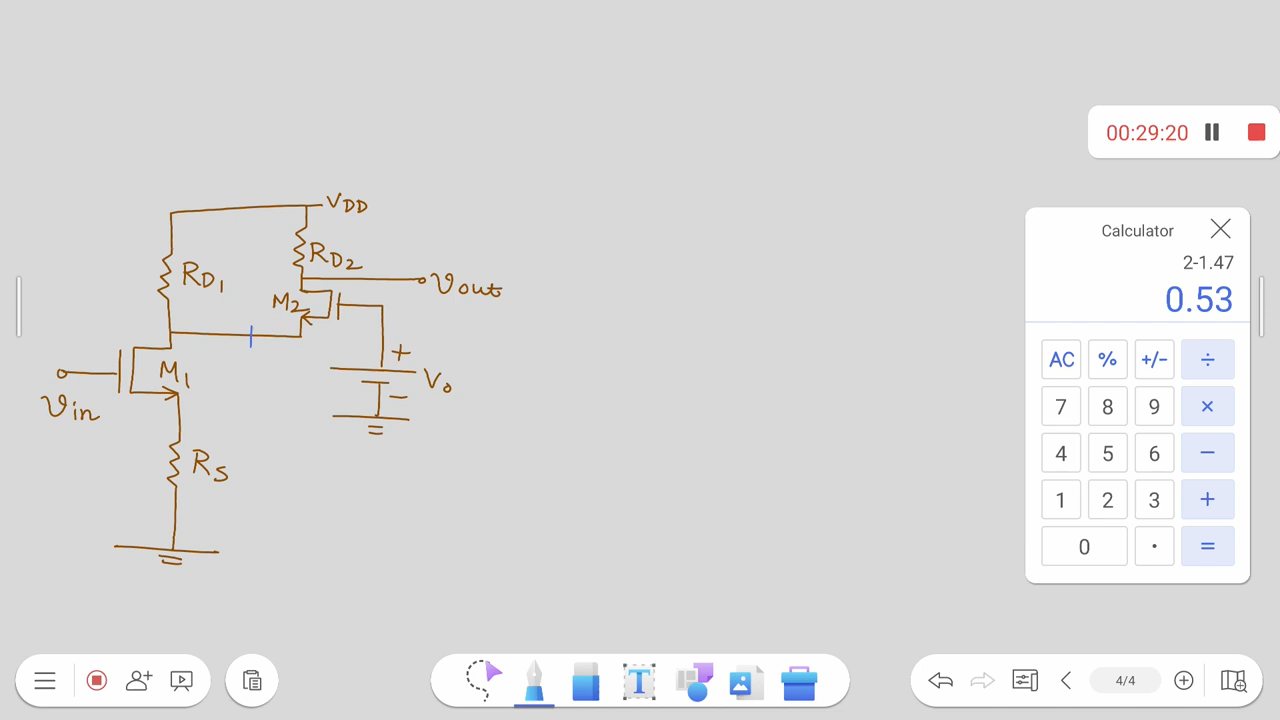 00:29:20
VDD
RD2
RD1
M2
Vout
M1
Vin
V0
+
−
RS
Calculator
2-1.47
0.53
AC % +/- ÷
7 8 9 ×
4 5 6 −
1 2 3 +
0 . =
T
4/4